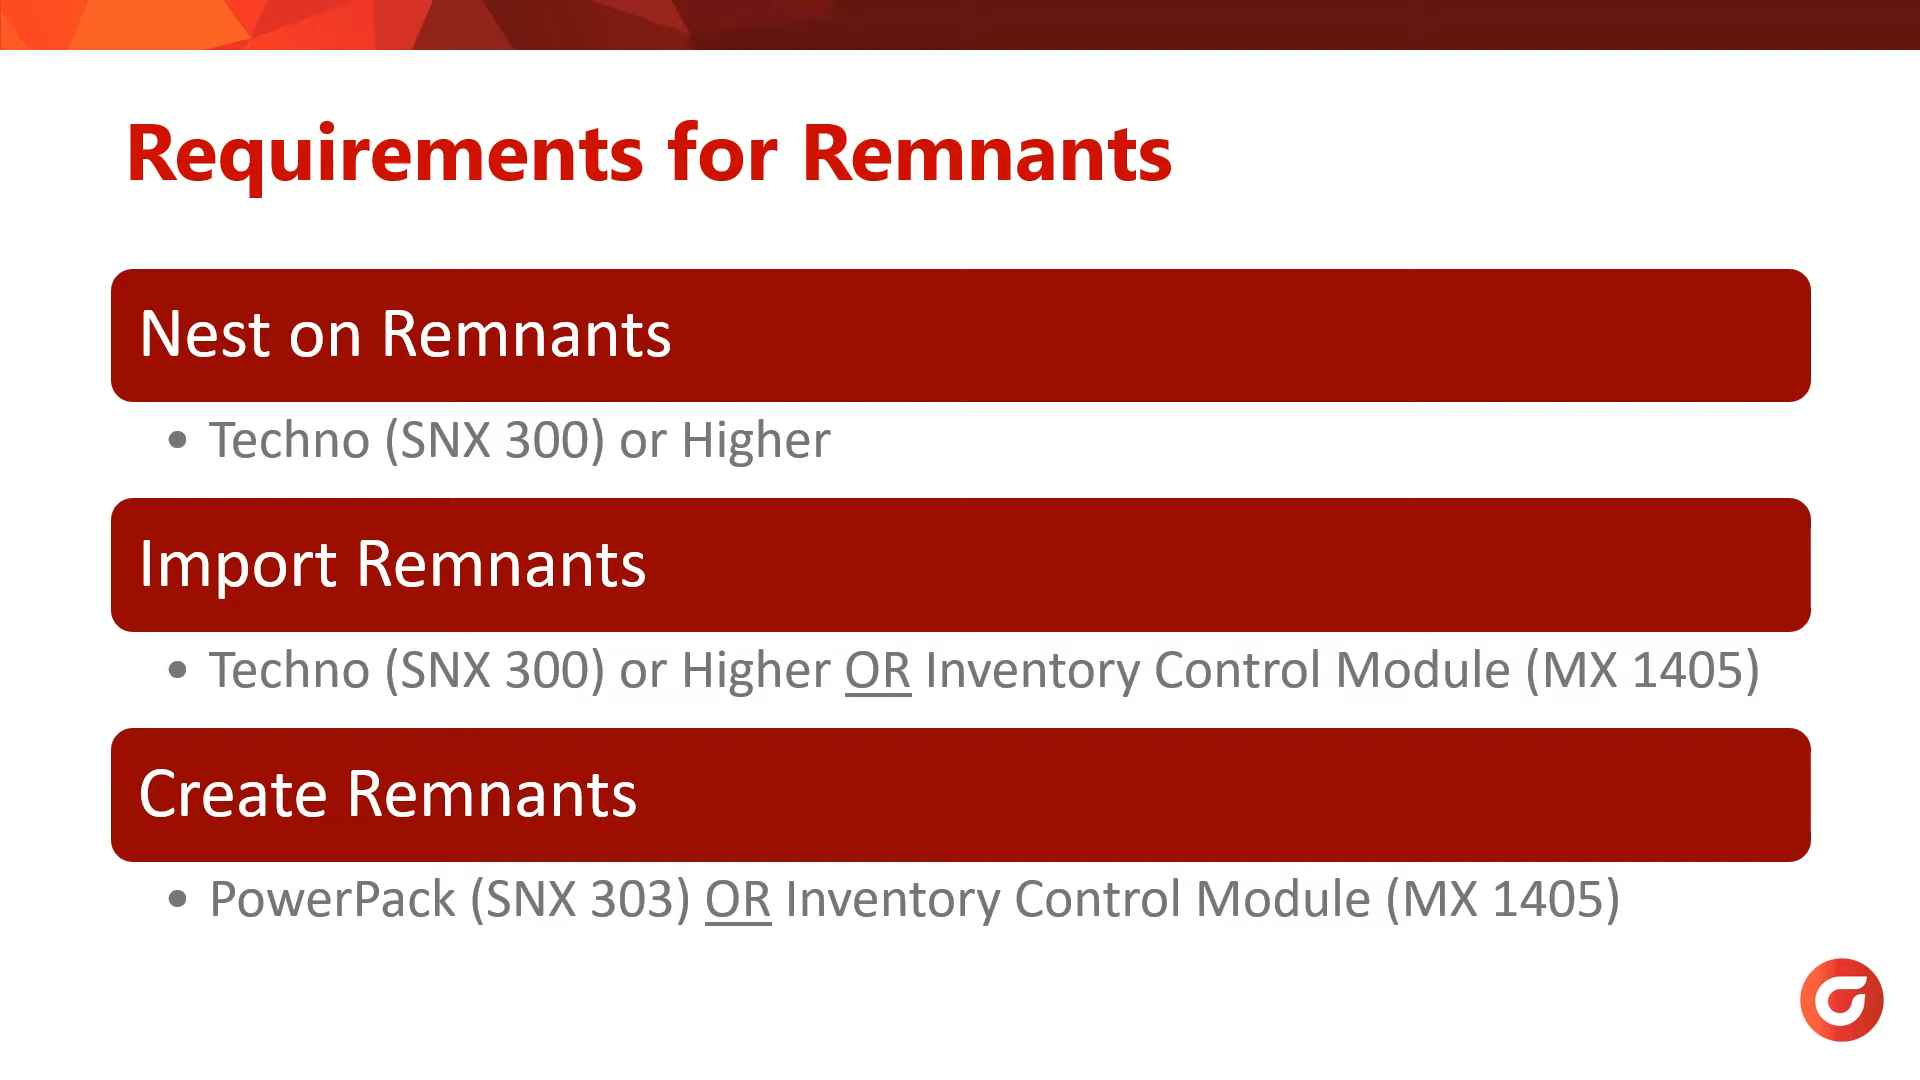 Requirements for Remnants
Nest on Remnants
• Techno (SNX 300) or Higher
Import Remnants
• Techno (SNX 300) or Higher OR Inventory Control Module (MX 1405)
Create Remnants
• PowerPack (SNX 303) OR Inventory Control Module (MX 1405)